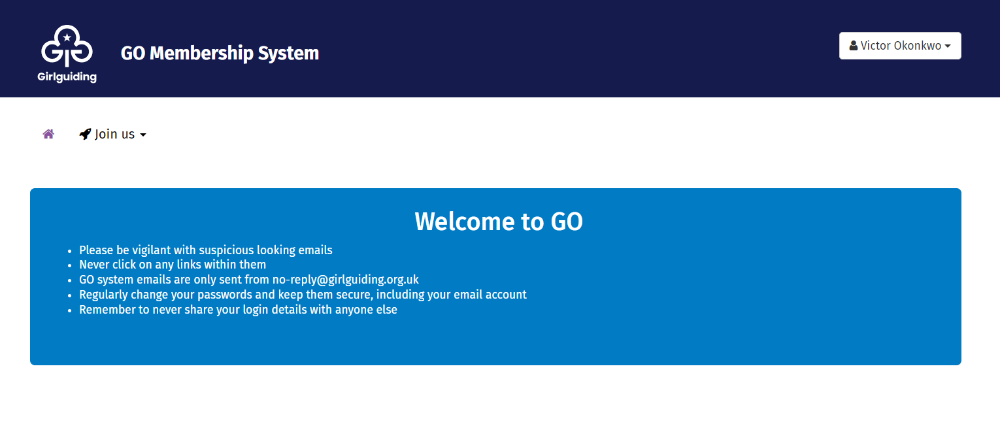 Girlguiding
GO Membership System
Victor Okonkwo
Join us
Welcome to GO
Please be vigilant with suspicious looking emails
Never click on any links within them
GO system emails are only sent from no-reply@girlguiding.org.uk
Regularly change your passwords and keep them secure, including your email account
Remember to never share your login details with anyone else